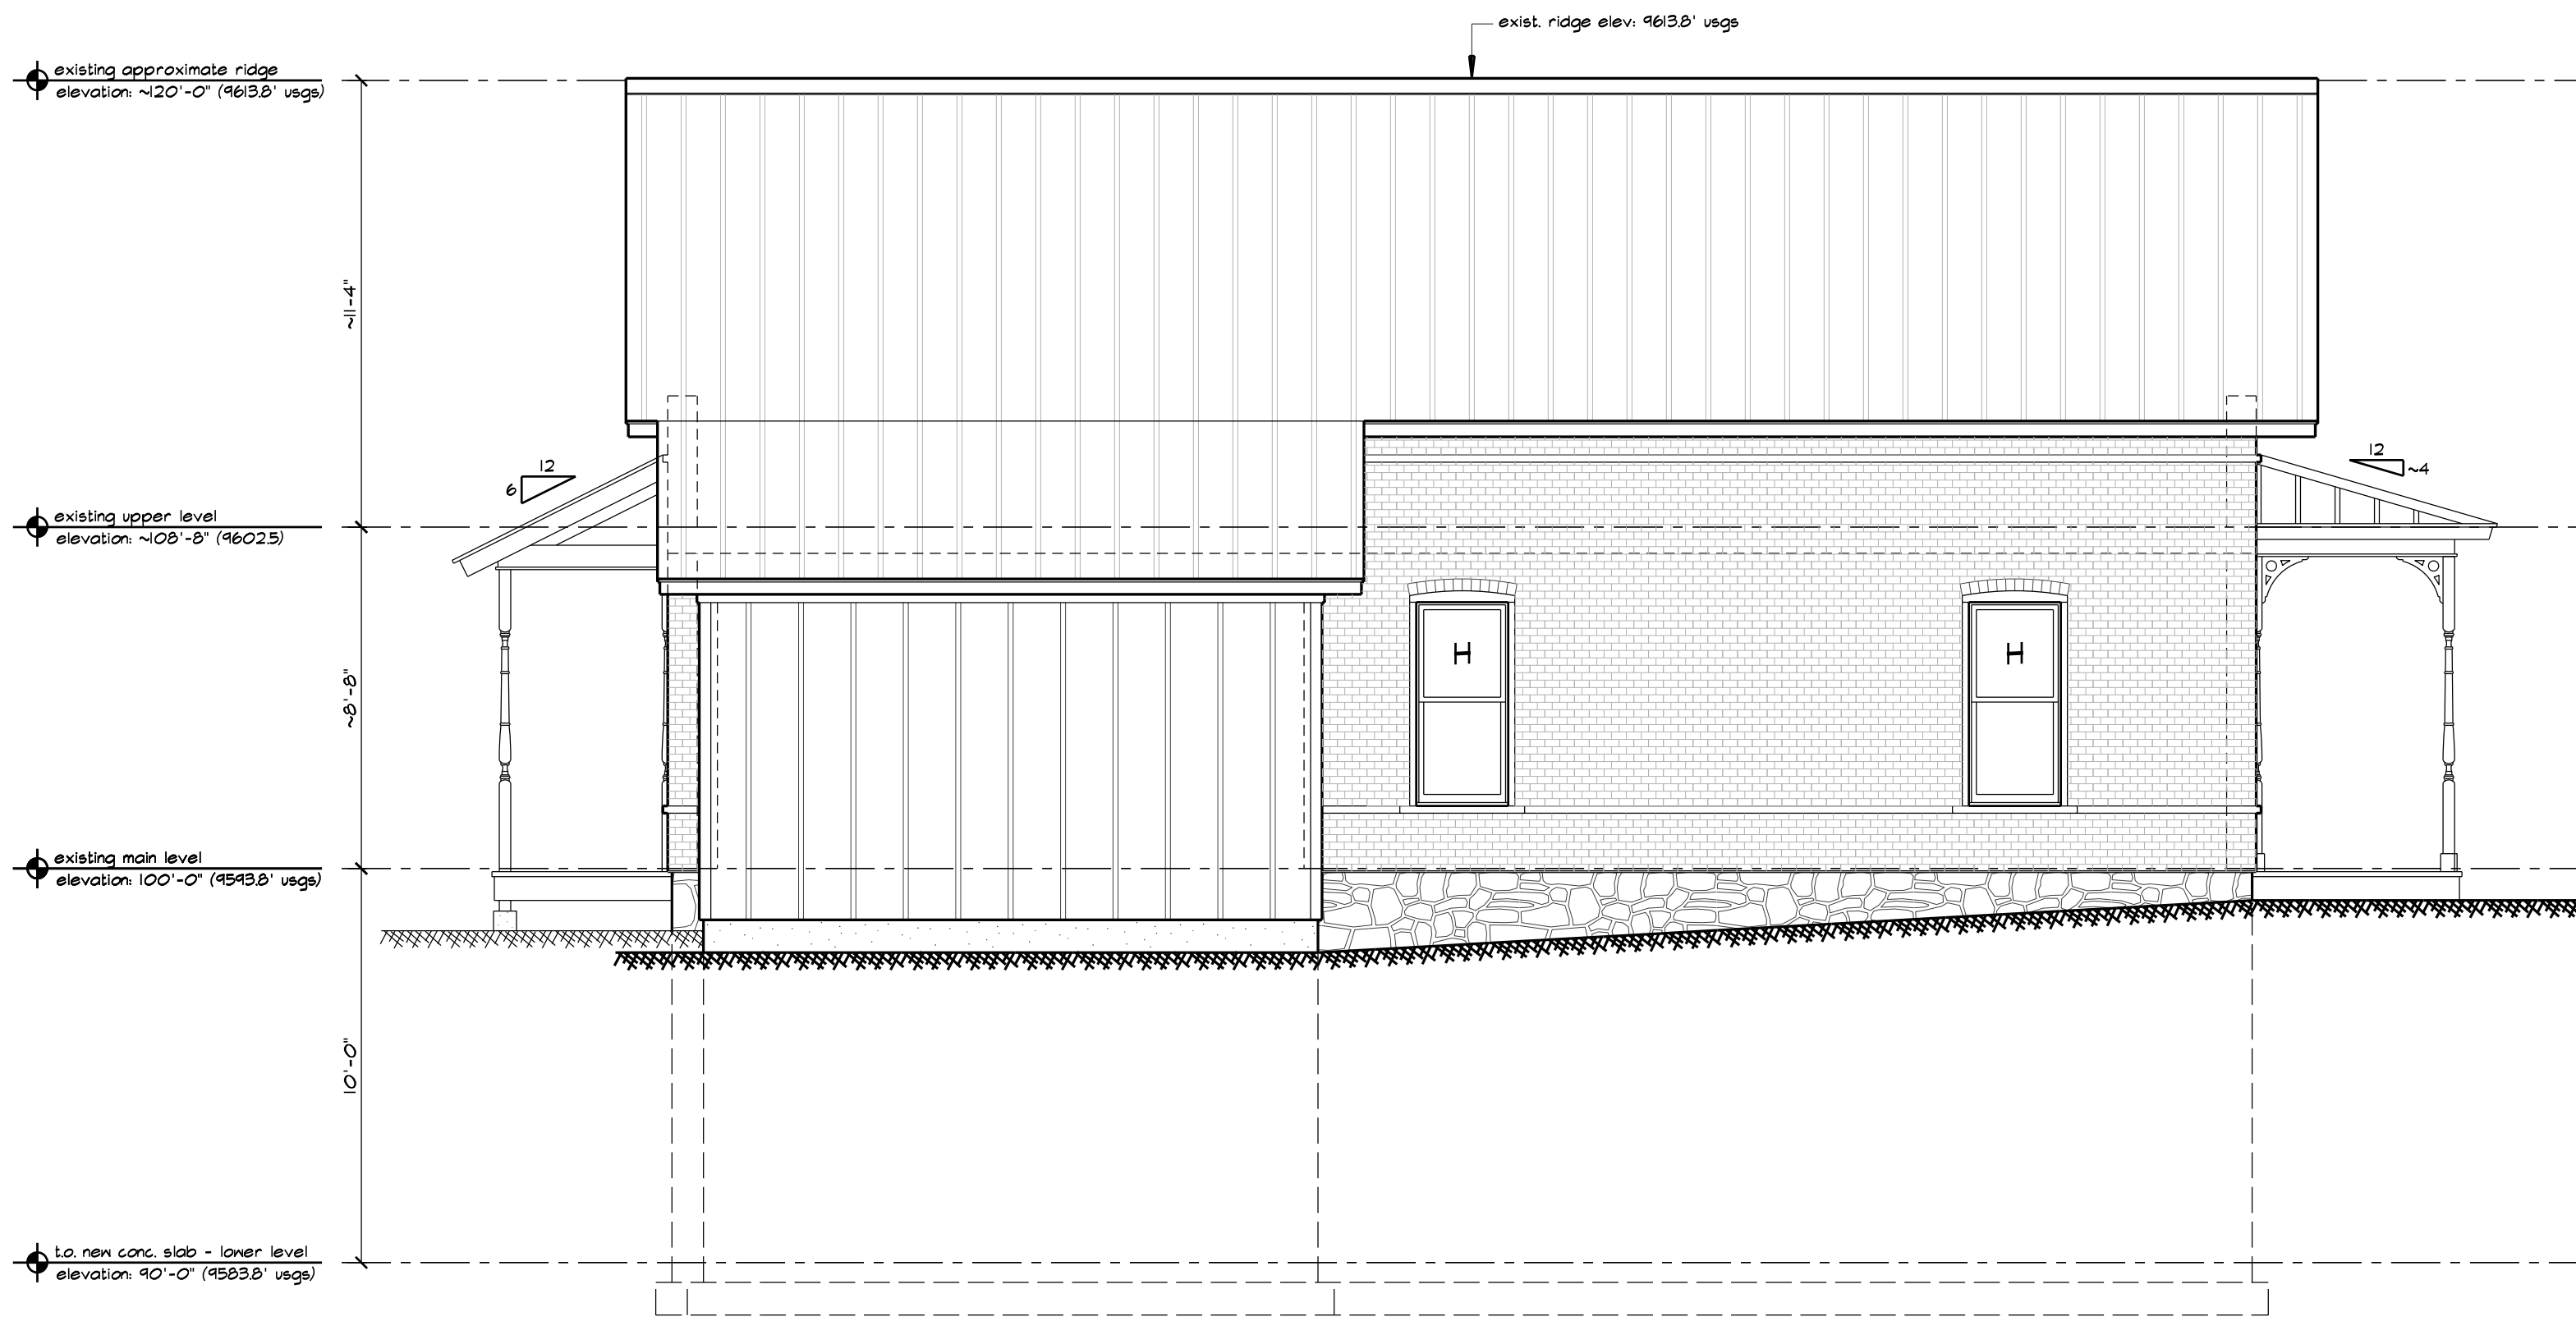 exist. ridge elev: 9613.8' usgs
existing approximate ridge
elevation: ~120'-0" (9613.8' usgs)
~11'-4"
12
6
12
~4
existing upper level
elevation: ~108'-8" (9602.5)
H
H
~8'-8"
existing main level
elevation: 100'-0" (9593.8' usgs)
10'-0"
t.o. new conc. slab - lower level
elevation: 90'-0" (9583.8' usgs)